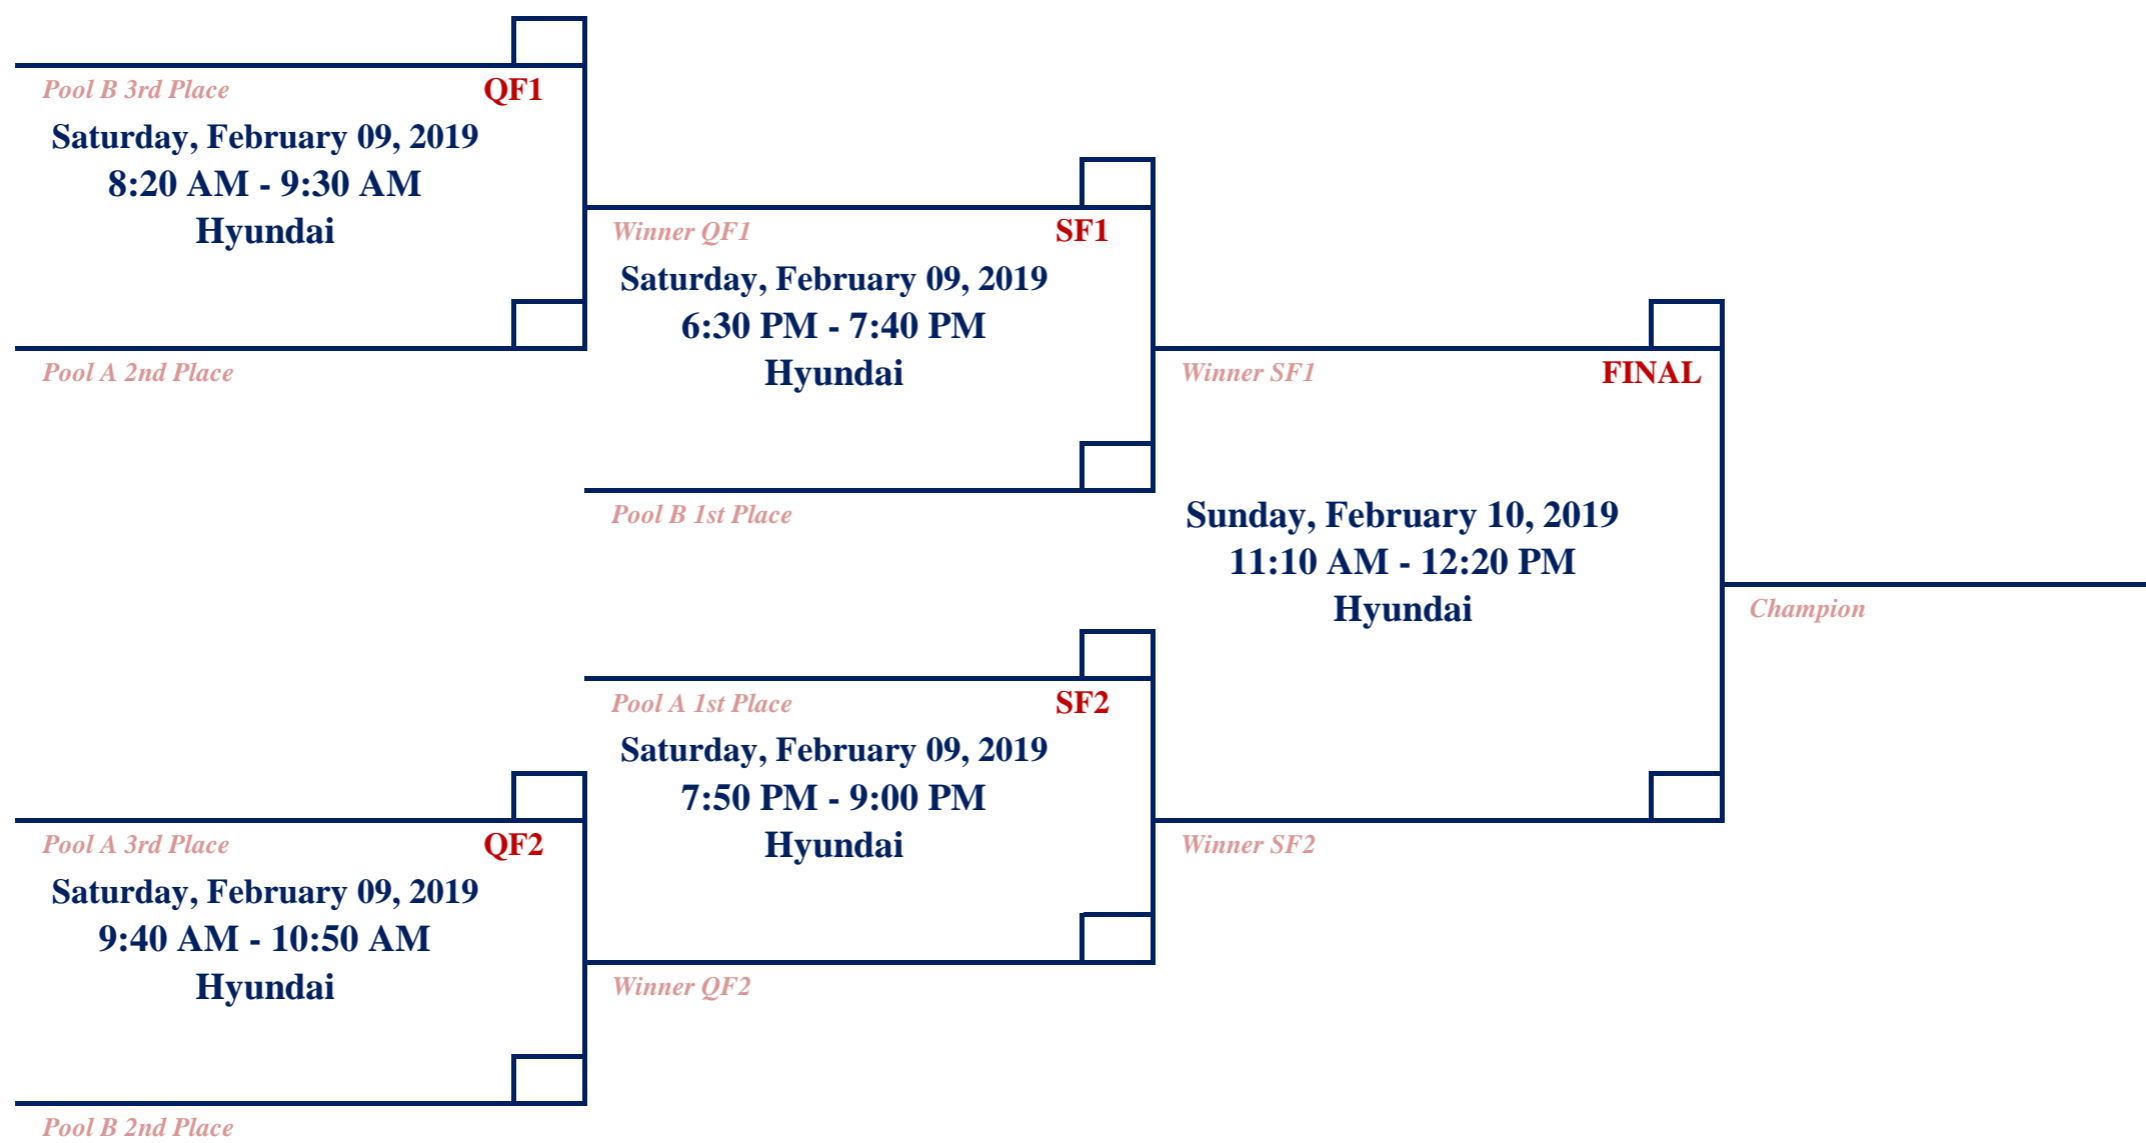 Pool B 3rd Place
QF1
Saturday, February 09, 2019
8:20 AM - 9:30 AM
Hyundai
Pool A 2nd Place
Winner QF1
SF1
Saturday, February 09, 2019
6:30 PM - 7:40 PM
Hyundai
Pool B 1st Place
Winner SF1
FINAL
Sunday, February 10, 2019
11:10 AM - 12:20 PM
Hyundai
Champion
Pool A 1st Place
SF2
Saturday, February 09, 2019
7:50 PM - 9:00 PM
Hyundai
Winner QF2
Winner SF2
Pool A 3rd Place
QF2
Saturday, February 09, 2019
9:40 AM - 10:50 AM
Hyundai
Pool B 2nd Place